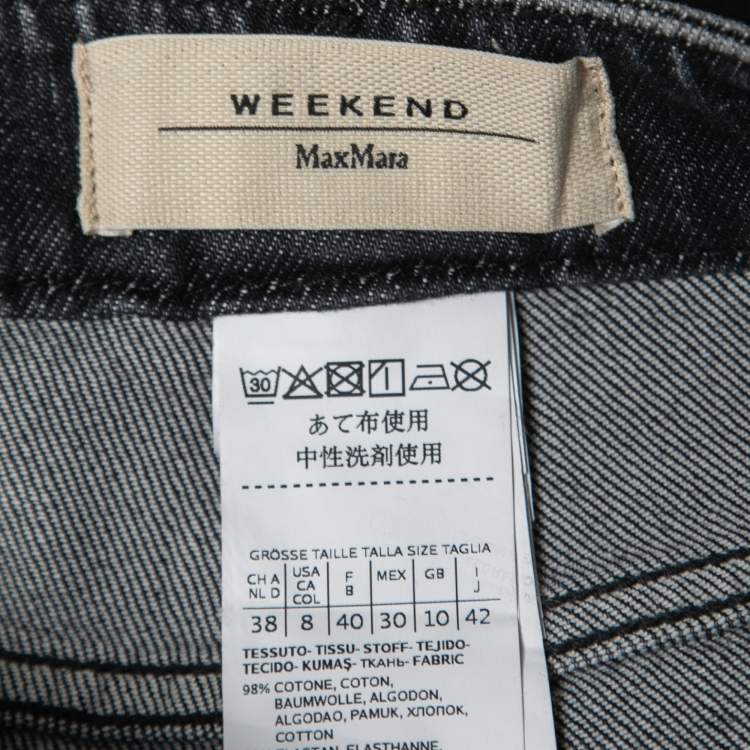 WEEKEND
MaxMara
30
あて布使用
中性洗剤使用
GRÖSSE TAILLE TALLA SIZE TAGLIA
CH A NL D USA CA COL F B MEX GB I J
38 8 40 30 10 42
TESSUTO- TISSU- STOFF- TEJIDO-
TECIDO- KUMAŞ- ТКАНЬ- FABRIC
98% COTONE, COTON,
BAUMWOLLE, ALGODON,
ALGODAO, PAMUK, ХЛОПОК,
COTTON
ELASTAN, ELASTHANNE,